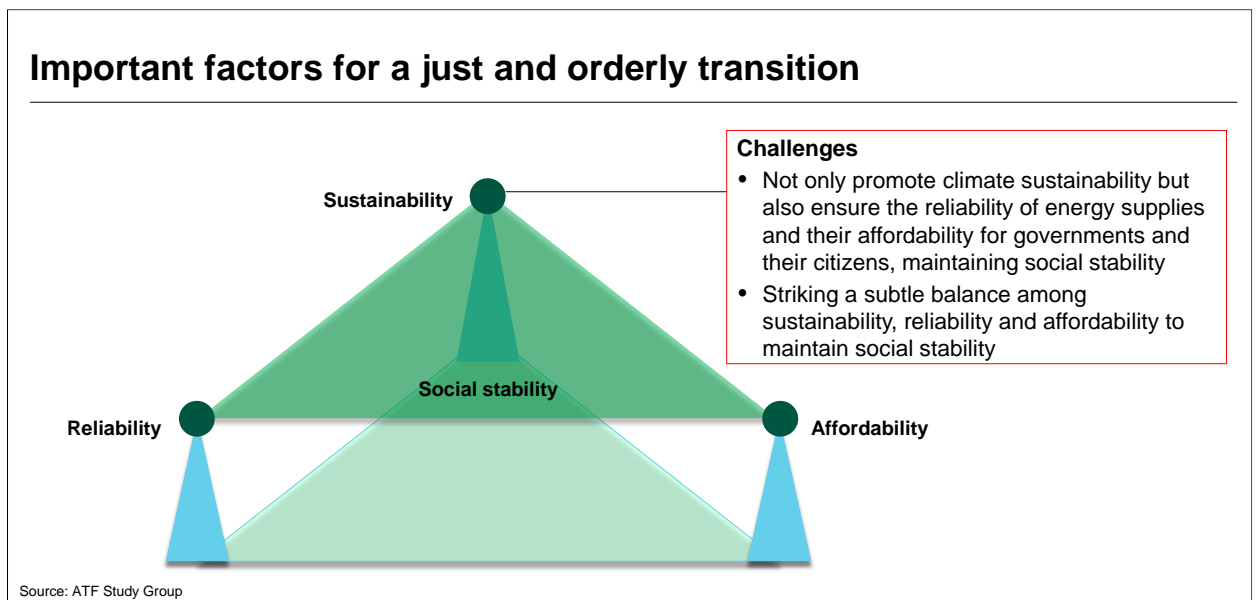 Important factors for a just and orderly transition
Sustainability
Challenges
• Not only promote climate sustainability but
also ensure the reliability of energy supplies
and their affordability for governments and
their citizens, maintaining social stability
• Striking a subtle balance among
sustainability, reliability and affordability to
maintain social stability
Social stability
Reliability
Affordability
Source: ATF Study Group